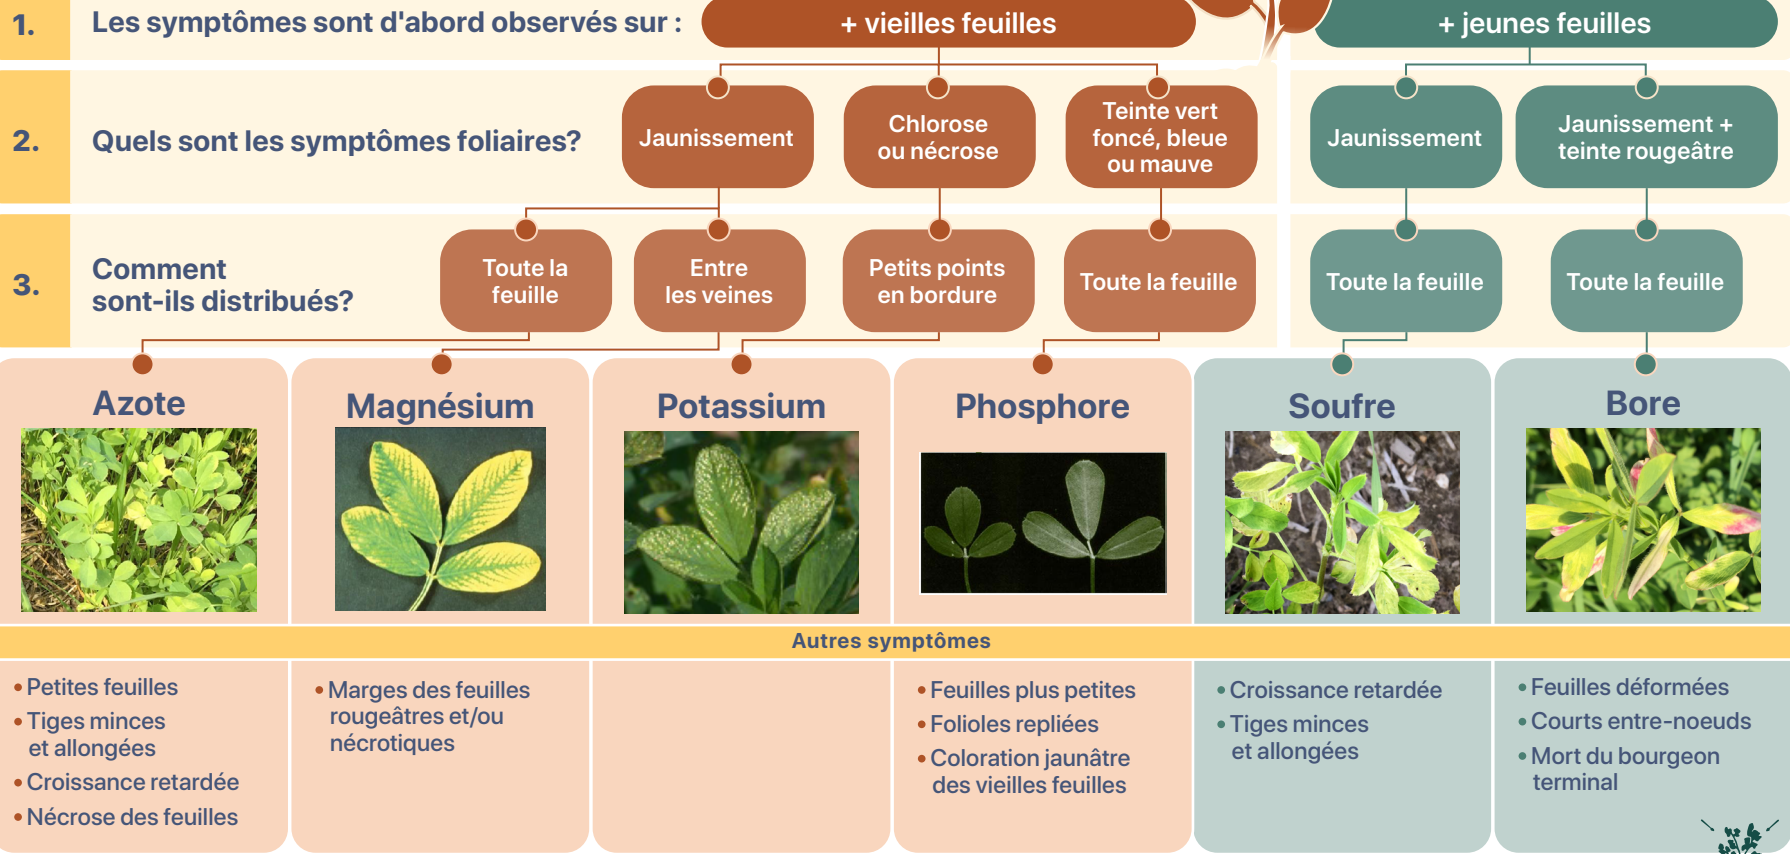 1.
Les symptômes sont d'abord observés sur :
+ vieilles feuilles
+ jeunes feuilles
2.
Quels sont les symptômes foliaires?
Jaunissement
Chlorose
ou nécrose
Teinte vert
foncé, bleue
ou mauve
Jaunissement
Jaunissement +
teinte rougeâtre
3.
Comment
sont-ils distribués?
Toute la
feuille
Entre
les veines
Petits points
en bordure
Toute la feuille
Toute la feuille
Toute la feuille
Azote
Magnésium
Potassium
Phosphore
Soufre
Bore
Autres symptômes
• Petites feuilles
• Tiges minces
et allongées
• Croissance retardée
• Nécrose des feuilles
• Marges des feuilles
rougeâtres et/ou
nécrotiques
• Feuilles plus petites
• Folioles repliées
• Coloration jaunâtre
des vieilles feuilles
• Croissance retardée
• Tiges minces
et allongées
• Feuilles déformées
• Courts entre-noeuds
• Mort du bourgeon
terminal